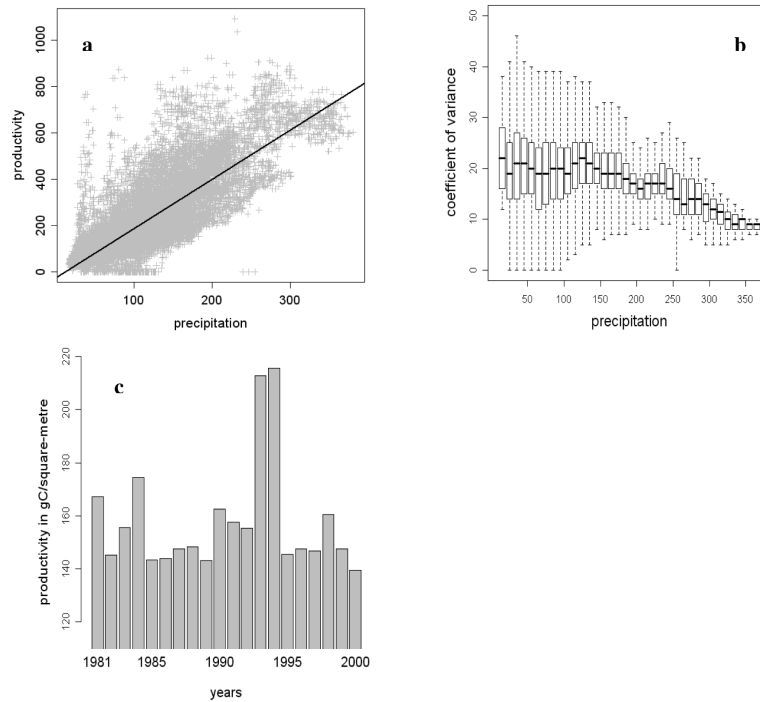 a
productivity
1000
800
600
400
200
0
100 200 300
precipitation
b
coefficient of variance
50
40
30
20
10
0
50 100 150 200 250 300 350
precipitation
c
productivity in gC/square-metre
220
200
180
160
140
120
1981 1985 1990 1995 2000
years